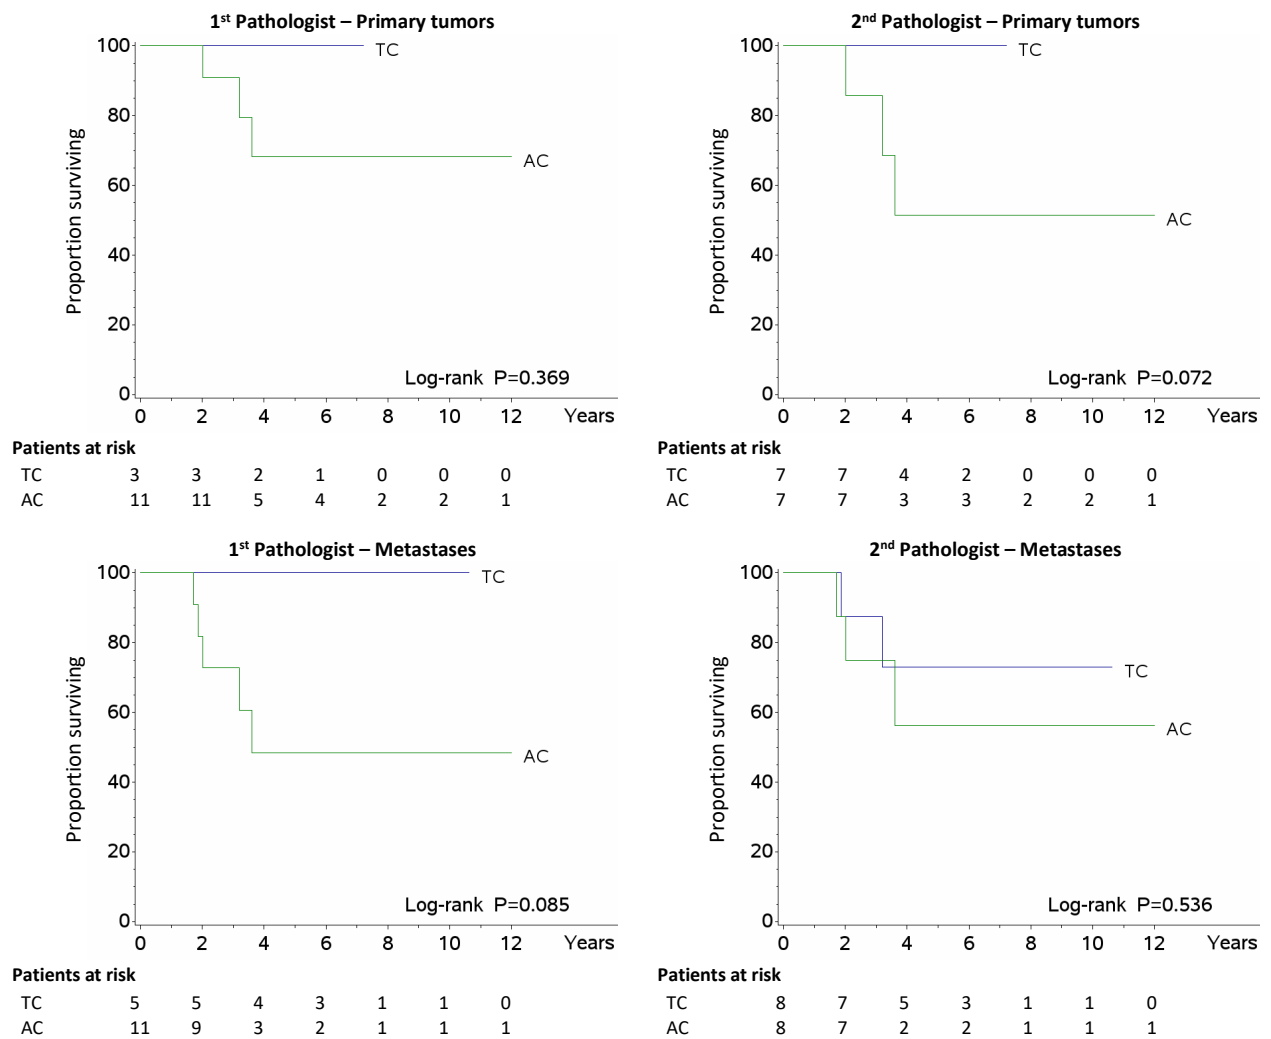 1st Pathologist – Primary tumors
100
80
60
40
20
0
Proportion surviving
TC
AC
Log-rank P=0.369
0 2 4 6 8 10 12 Years
Patients at risk
TC 3 3 2 1 0 0 0
AC 11 11 5 4 2 2 1
2nd Pathologist – Primary tumors
100
80
60
40
20
0
Proportion surviving
TC
AC
Log-rank P=0.072
0 2 4 6 8 10 12 Years
Patients at risk
TC 7 7 4 2 0 0 0
AC 7 7 3 3 2 2 1
1st Pathologist – Metastases
100
80
60
40
20
0
Proportion surviving
TC
AC
Log-rank P=0.085
0 2 4 6 8 10 12 Years
Patients at risk
TC 5 5 4 3 1 1 0
AC 11 9 3 2 1 1 1
2nd Pathologist – Metastases
100
80
60
40
20
0
Proportion surviving
TC
AC
Log-rank P=0.536
0 2 4 6 8 10 12 Years
Patients at risk
TC 8 7 5 3 1 1 0
AC 8 7 2 2 1 1 1